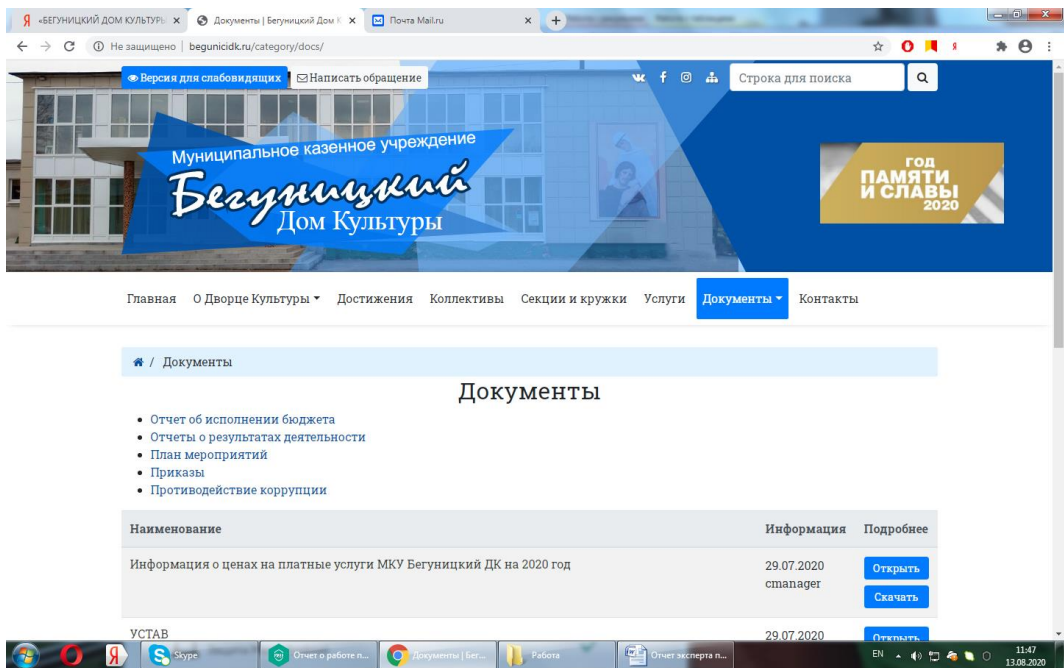 «БЕГУНИЦКИЙ ДОМ КУЛЬТУРЬ
Документы | Бегуницкий Дом К
Почта Mail.ru
Не защищено | begunicidk.ru/category/docs/
Версия для слабовидящих
Написать обращение
Строка для поиска
Муниципальное казенное учреждение
Бегуницкий
Дом Культуры
ГОД
ПАМЯТИ
И СЛАВЫ
2020
Главная О Дворце Культуры Достижения Коллективы Секции и кружки Услуги Документы Контакты
/ Документы
Документы
Отчет об исполнении бюджета
Отчеты о результатах деятельности
План мероприятий
Приказы
Противодействие коррупции
Наименование Информация Подробнее
Информация о ценах на платные услуги МКУ Бегуницкий ДК на 2020 год 29.07.2020 Открыть
cmanager Скачать
УСТАВ 29.07.2020 Открыть
Skype Отчет о работе п... Документы | Бег... Работа Отчет эксперта п... EN 11:47
13.08.2020